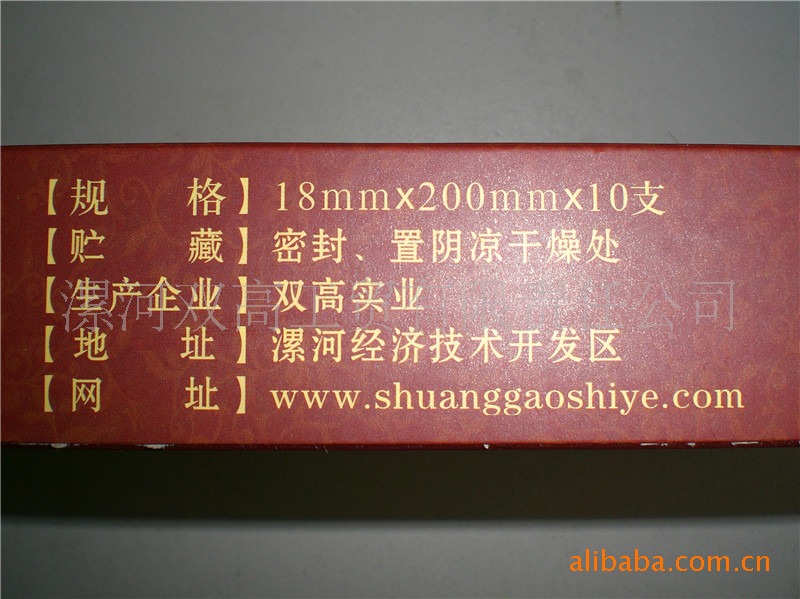 【规 格】18mmx200mmx10支
【贮 藏】密封、置阴凉干燥处
【生产企业】双高实业
【地 址】漯河经济技术开发区
【网 址】www.shuanggaoshiye.com
alibaba.com.cn